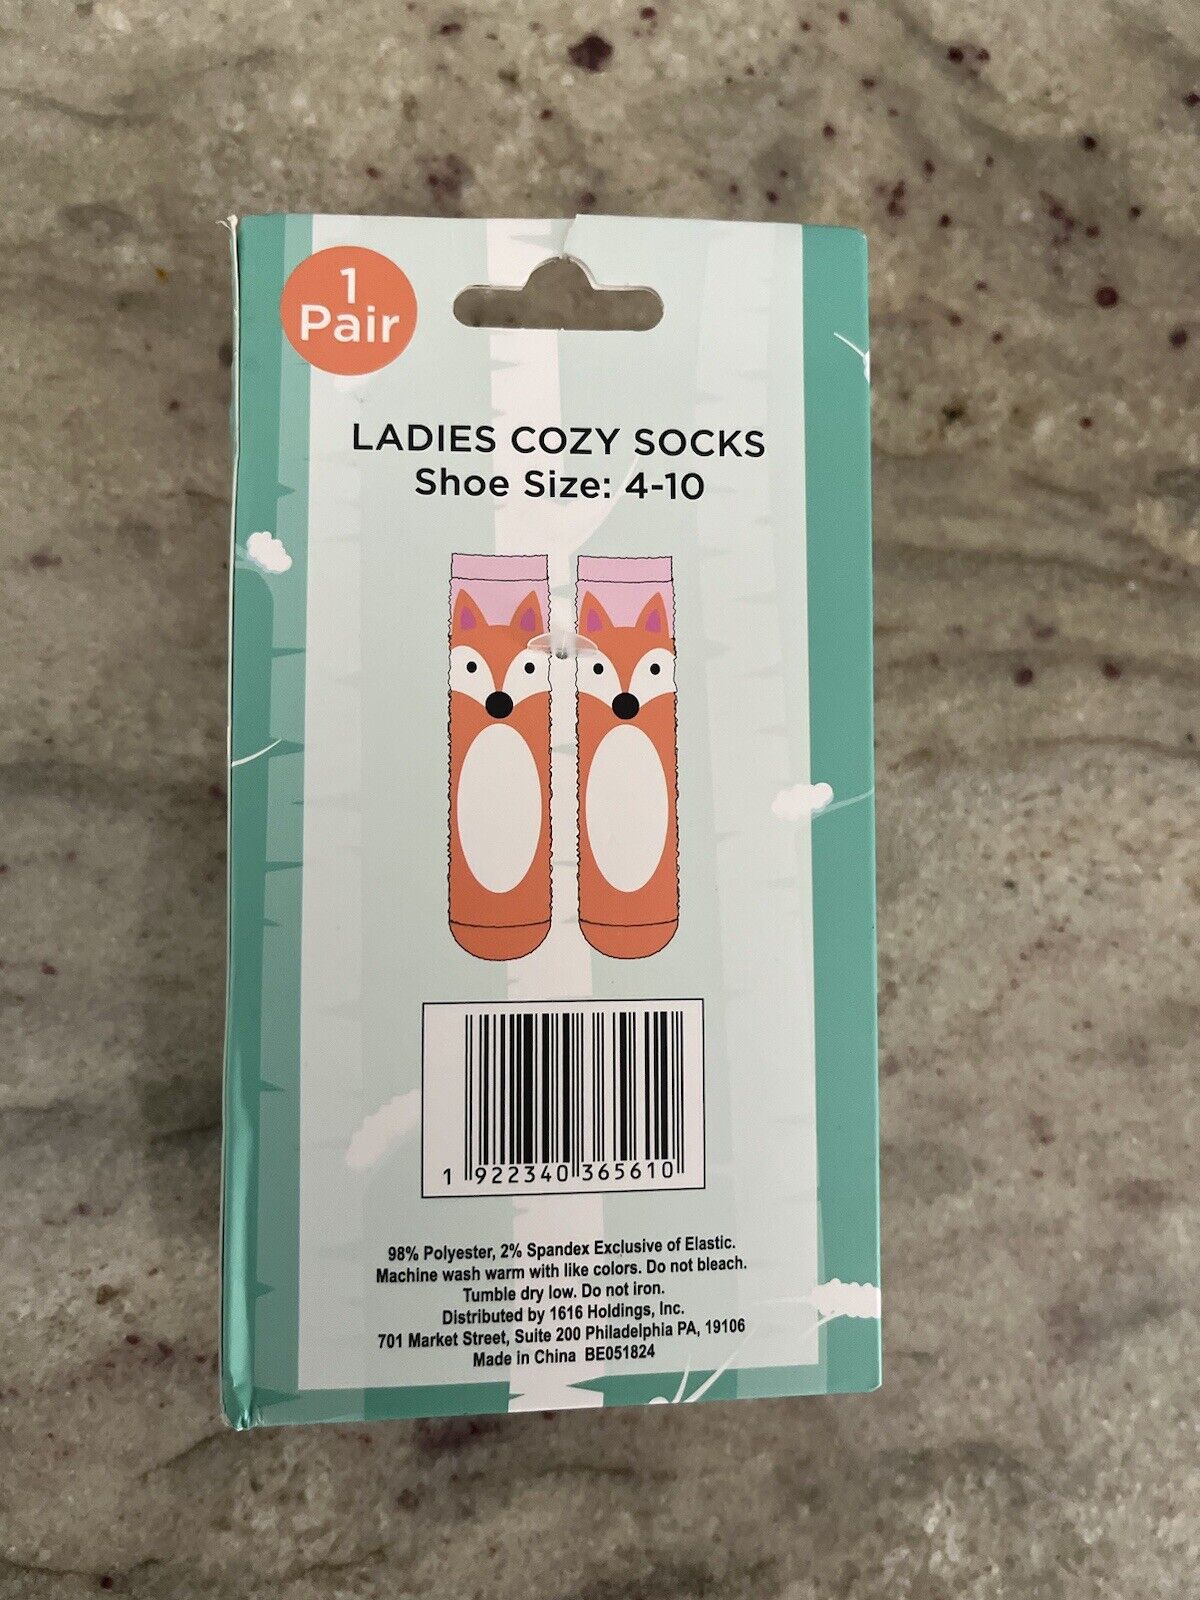 1
Pair
LADIES COZY SOCKS
Shoe Size: 4-10
1 922340 365610
98% Polyester, 2% Spandex Exclusive of Elastic.
Machine wash warm with like colors. Do not bleach.
Tumble dry low. Do not iron.
Distributed by 1616 Holdings, Inc.
701 Market Street, Suite 200 Philadelphia PA, 19106
Made in China BE051824